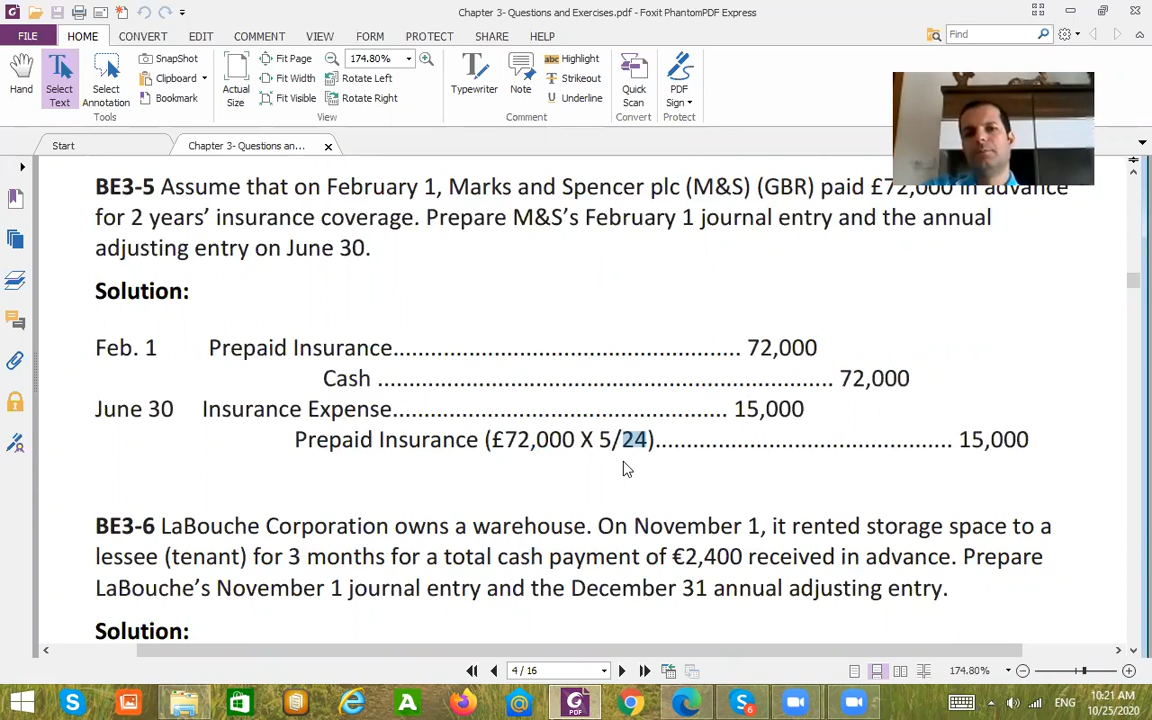 Chapter 3- Questions and Exercises.pdf - Foxit PhantomPDF Express
FILE HOME CONVERT EDIT COMMENT VIEW FORM PROTECT SHARE HELP Find
Hand
Select Text
Select Annotation
SnapShot
Clipboard
Bookmark
Tools
Actual Size
Fit Page
Fit Width
Fit Visible
174.80%
Rotate Left
Rotate Right
View
Typewriter
Note
Highlight
Strikeout
Underline
Comment
Quick Scan
Convert
PDF Sign
Protect
Start Chapter 3- Questions an...
BE3-5 Assume that on February 1, Marks and Spencer plc (M&S) (GBR) paid £72,000 in advance
for 2 years’ insurance coverage. Prepare M&S’s February 1 journal entry and the annual
adjusting entry on June 30.
Solution:
Feb. 1 Prepaid Insurance........................................................ 72,000
Cash ......................................................................... 72,000
June 30 Insurance Expense...................................................... 15,000
Prepaid Insurance (£72,000 X 5/24)................................................ 15,000
BE3-6 LaBouche Corporation owns a warehouse. On November 1, it rented storage space to a
lessee (tenant) for 3 months for a total cash payment of €2,400 received in advance. Prepare
LaBouche’s November 1 journal entry and the December 31 annual adjusting entry.
Solution:
4 / 16 174.80%
ENG 10:21 AM
10/25/2020